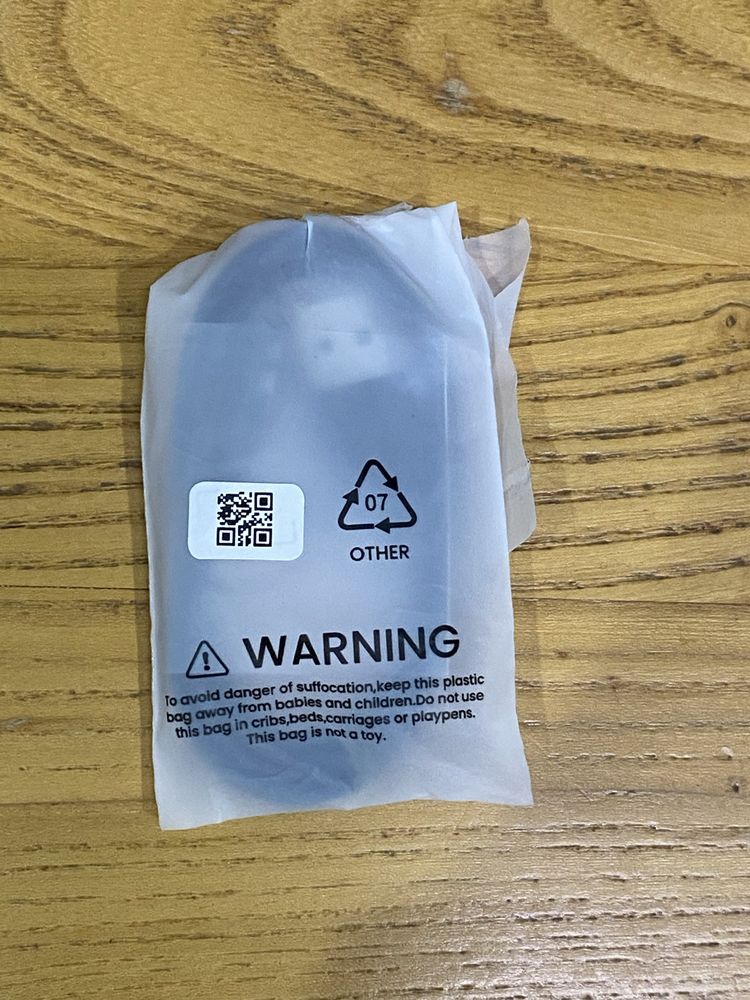 07
OTHER
WARNING
To avoid danger of suffocation,keep this plastic
bag away from babies and children.Do not use
this bag in cribs,beds,carriages or playpens.
This bag is not a toy.